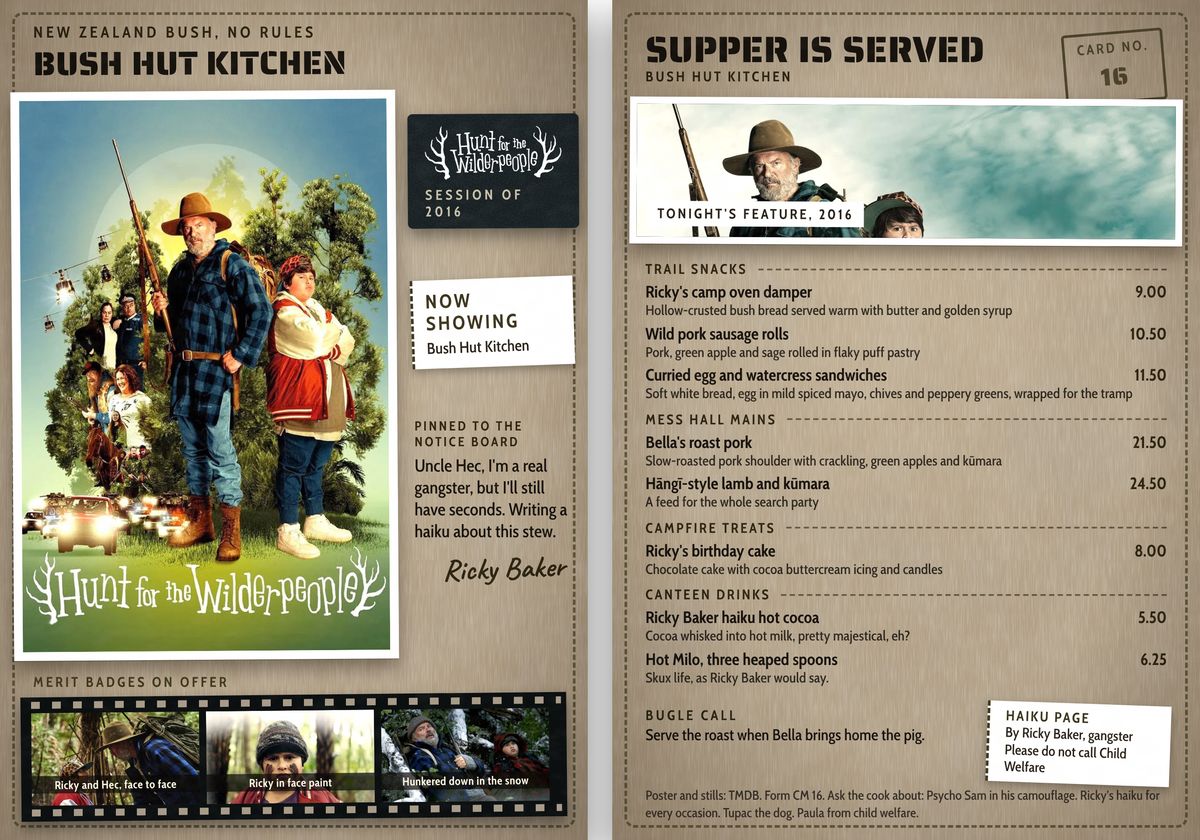 NEW ZEALAND BUSH, NO RULES
BUSH HUT KITCHEN
Hunt for the
Wilderpeople
SESSION OF
2016
NOW
SHOWING
Bush Hut Kitchen
PINNED TO THE
NOTICE BOARD
Uncle Hec, I'm a real
gangster, but I'll still
have seconds. Writing a
haiku about this stew.
Ricky Baker
Hunt for the Wilderpeople
MERIT BADGES ON OFFER
Ricky and Hec, face to face
Ricky in face paint
Hunkered down in the snow
SUPPER IS SERVED
BUSH HUT KITCHEN
CARD NO.
16
TONIGHT'S FEATURE, 2016
TRAIL SNACKS
Ricky's camp oven damper 9.00
Hollow-crusted bush bread served warm with butter and golden syrup
Wild pork sausage rolls 10.50
Pork, green apple and sage rolled in flaky puff pastry
Curried egg and watercress sandwiches 11.50
Soft white bread, egg in mild spiced mayo, chives and peppery greens, wrapped for the tramp
MESS HALL MAINS
Bella's roast pork 21.50
Slow-roasted pork shoulder with crackling, green apples and kūmara
Hāngī-style lamb and kūmara 24.50
A feed for the whole search party
CAMPFIRE TREATS
Ricky's birthday cake 8.00
Chocolate cake with cocoa buttercream icing and candles
CANTEEN DRINKS
Ricky Baker haiku hot cocoa 5.50
Cocoa whisked into hot milk, pretty majestical, eh?
Hot Milo, three heaped spoons 6.25
Skux life, as Ricky Baker would say.
BUGLE CALL
Serve the roast when Bella brings home the pig.
HAIKU PAGE
By Ricky Baker, gangster
Please do not call Child
Welfare
Poster and stills: TMDB. Form CM 16. Ask the cook about: Psycho Sam in his camouflage. Ricky's haiku for
every occasion. Tupac the dog. Paula from child welfare.